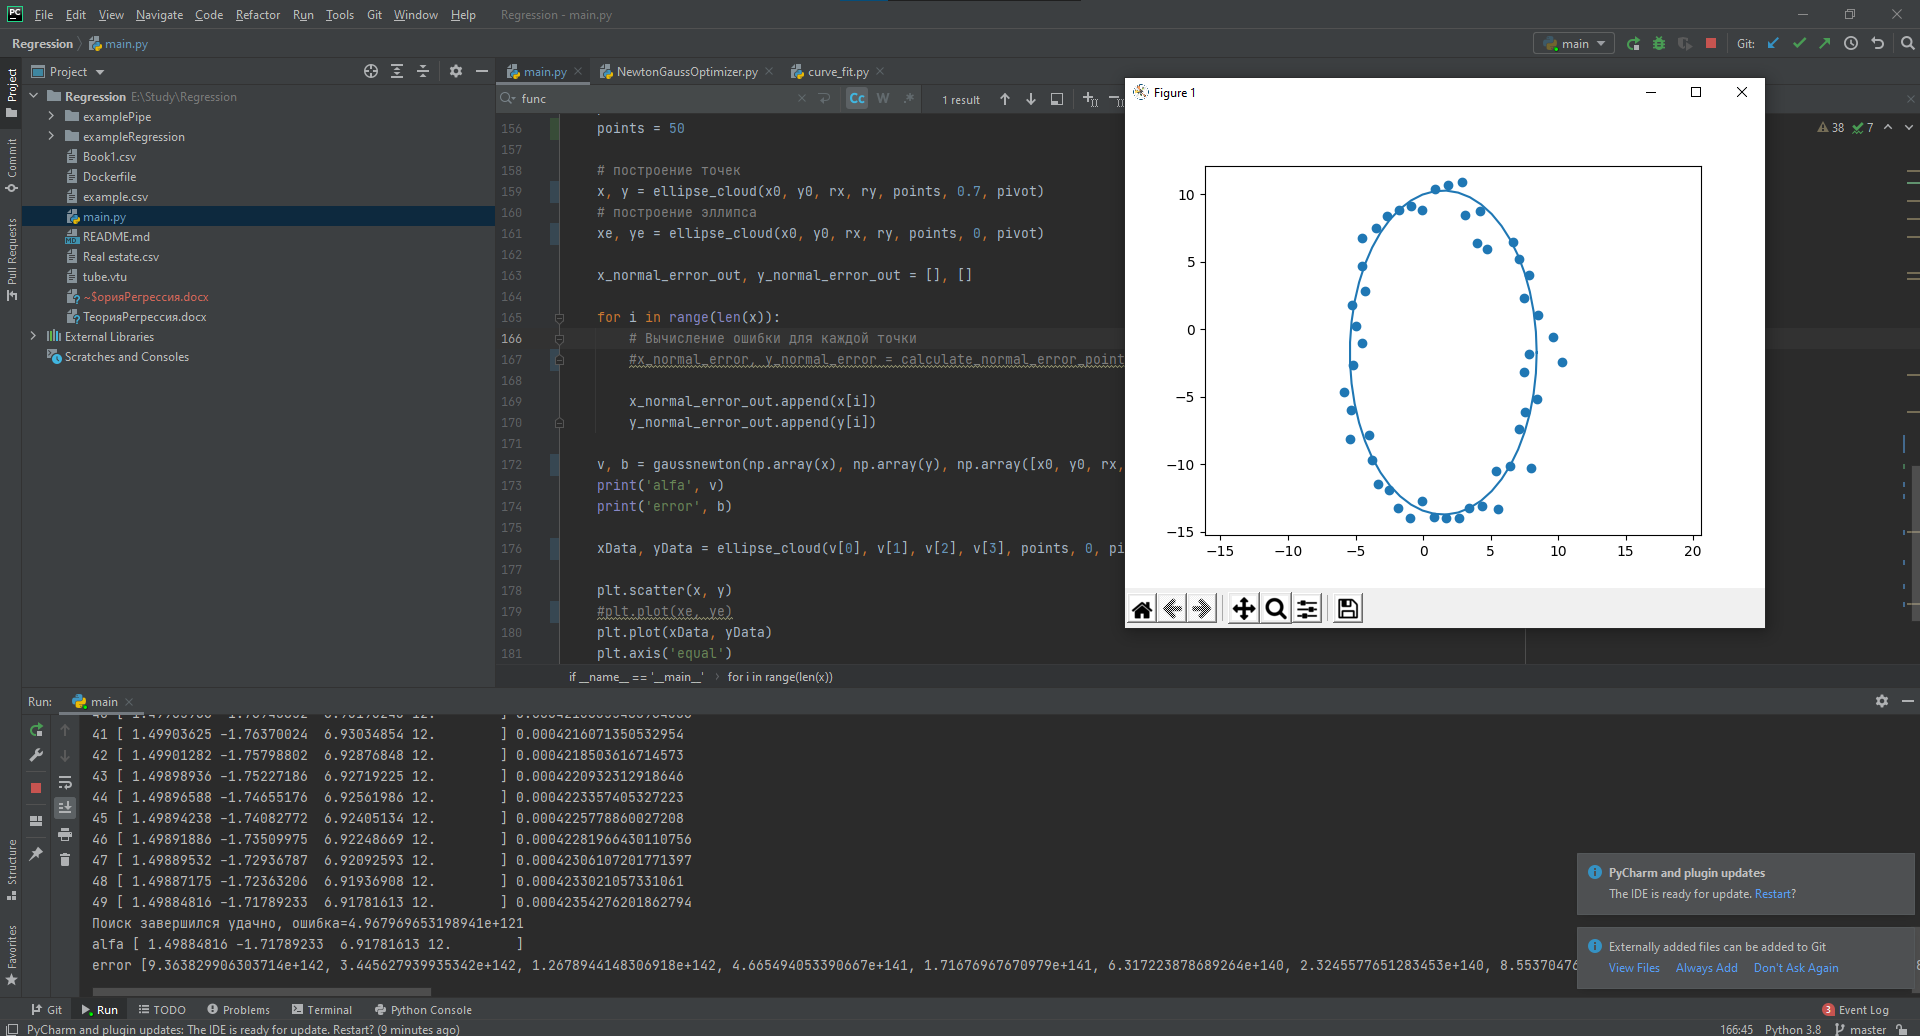 PC File Edit View Navigate Code Refactor Run Tools Git Window Help Regression - main.py
Regression main.py main Git:
Project main.py NewtonGaussOptimizer.py curve_fit.py
func Cc W .* 1 result
Project
Commit
Pull Requests
Regression E:\Study\Regression
examplePipe
exampleRegression
Book1.csv
Dockerfile
example.csv
main.py
README.md
Real estate.csv
tube.vtu
~$орияРегрессия.docx
ТеорияРегрессия.docx
External Libraries
Scratches and Consoles
38 7
156 points = 50
157
158 # построение точек
159 x, y = ellipse_cloud(x0, y0, rx, ry, points, 0.7, pivot)
160 # построение эллипса
161 xe, ye = ellipse_cloud(x0, y0, rx, ry, points, 0, pivot)
162
163 x_normal_error_out, y_normal_error_out = [], []
164
165 for i in range(len(x)):
166 # Вычисление ошибки для каждой точки
167 #x_normal_error, y_normal_error = calculate_normal_error_point
168
169 x_normal_error_out.append(x[i])
170 y_normal_error_out.append(y[i])
171
172 v, b = gaussnewton(np.array(x), np.array(y), np.array([x0, y0, rx,
173 print('alfa', v)
174 print('error', b)
175
176 xData, yData = ellipse_cloud(v[0], v[1], v[2], v[3], points, 0, pi
177
178 plt.scatter(x, y)
179 #plt.plot(xe, ye)
180 plt.plot(xData, yData)
181 plt.axis('equal')
if __name__ == '__main__' for i in range(len(x))
Figure 1
10
5
0
−5
−10
−15
−15 −10 −5 0 5 10 15 20
Run: main
41 [ 1.49903625 -1.76370024 6.93034854 12. ] 0.0004216071350532954
42 [ 1.49901282 -1.75798802 6.92876848 12. ] 0.0004218503616714573
43 [ 1.49898936 -1.75227186 6.92719225 12. ] 0.0004220932312918646
44 [ 1.49896588 -1.74655176 6.92561986 12. ] 0.0004223357405327223
45 [ 1.49894238 -1.74082772 6.92405134 12. ] 0.0004225778860027208
46 [ 1.49891886 -1.73509975 6.92248669 12. ] 0.00042281966430110756
47 [ 1.49889532 -1.72936787 6.92092593 12. ] 0.00042306107201771397
48 [ 1.49887175 -1.72363206 6.91936908 12. ] 0.0004233021057331061
49 [ 1.49884816 -1.71789233 6.91781613 12. ] 0.00042354276201862794
Поиск завершился удачно, ошибка=4.967969653198941e+121
alfa [ 1.49884816 -1.71789233 6.91781613 12. ]
error [9.363829906303714e+142, 3.445627939935342e+142, 1.2678944148306918e+142, 4.665494053390667e+141, 1.71676967670979e+141, 6.317223878689264e+140, 2.3245577651283453e+140, 8.55370476
Structure
Favorites
PyCharm and plugin updates
The IDE is ready for update. Restart?
Externally added files can be added to Git
View Files Always Add Don't Ask Again
Git Run TODO Problems Terminal Python Console 3 Event Log
PyCharm and plugin updates: The IDE is ready for update. Restart? (9 minutes ago) 166:45 Python 3.8 master